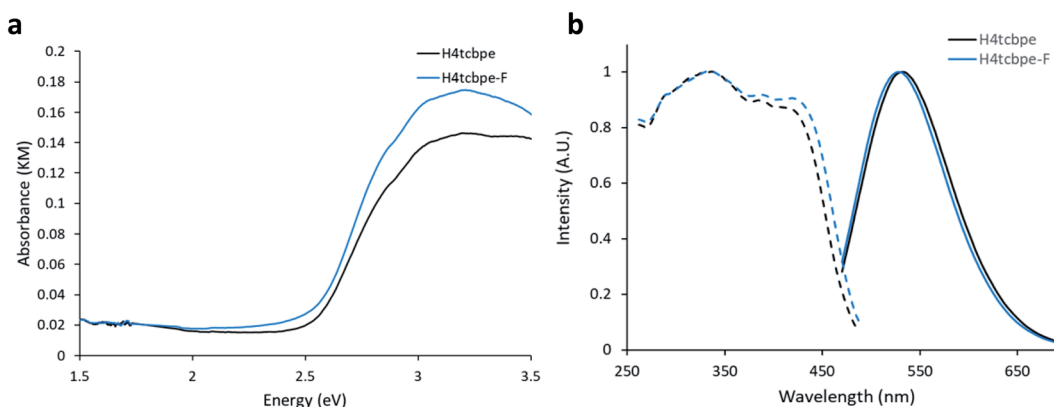 a
H4tcbpe
H4tcbpe-F
0.2
0.18
0.16
0.14
0.12
0.1
0.08
0.06
0.04
0.02
0
Absorbance (KM)
1.5 2 2.5 3 3.5
Energy (eV)
b
H4tcbpe
H4tcbpe-F
1
0.8
0.6
0.4
0.2
0
Intensity (A.U.)
250 350 450 550 650
Wavelength (nm)